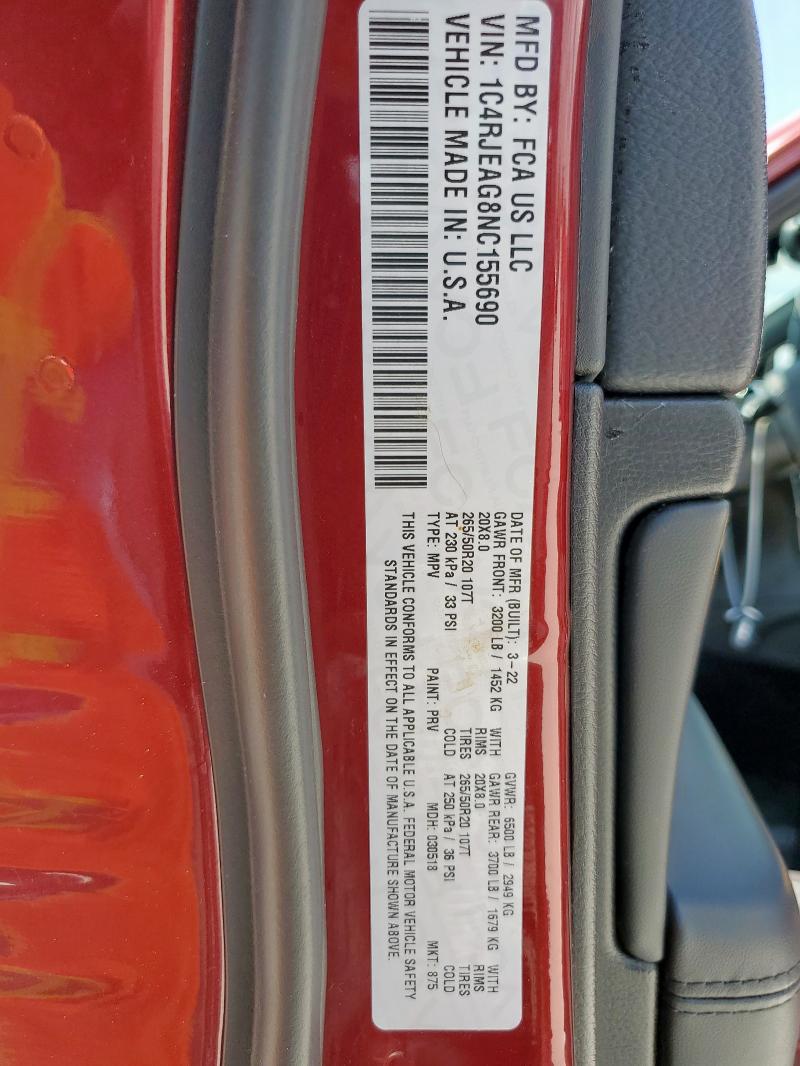 MFD BY: FCA US LLC
VIN: 1C4RJEAG8NC155690
VEHICLE MADE IN: U.S.A.
DATE OF MFR (BUILT): 3-22 GVWR: 6500 LB / 2949 KG
GAWR FRONT: 3200 LB / 1452 KG WITH GAWR REAR: 3700 LB / 1679 KG WITH
20X8.0 RIMS 20X8.0 RIMS
265/50R20 107T TIRES 265/50R20 107T TIRES
AT 230 kPa / 33 PSI COLD AT 250 kPa / 36 PSI COLD
TYPE: MPV PAINT: PRV MDH: 030518 MKT: 875
THIS VEHICLE CONFORMS TO ALL APPLICABLE U.S.A. FEDERAL MOTOR VEHICLE SAFETY
STANDARDS IN EFFECT ON THE DATE OF MANUFACTURE SHOWN ABOVE.